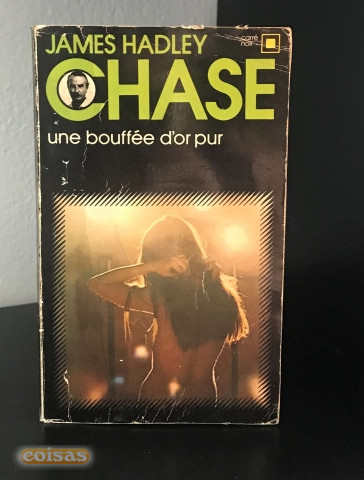 JAMES HADLEY
CHASE
carré
noir
une bouffée d'or pur
coisas